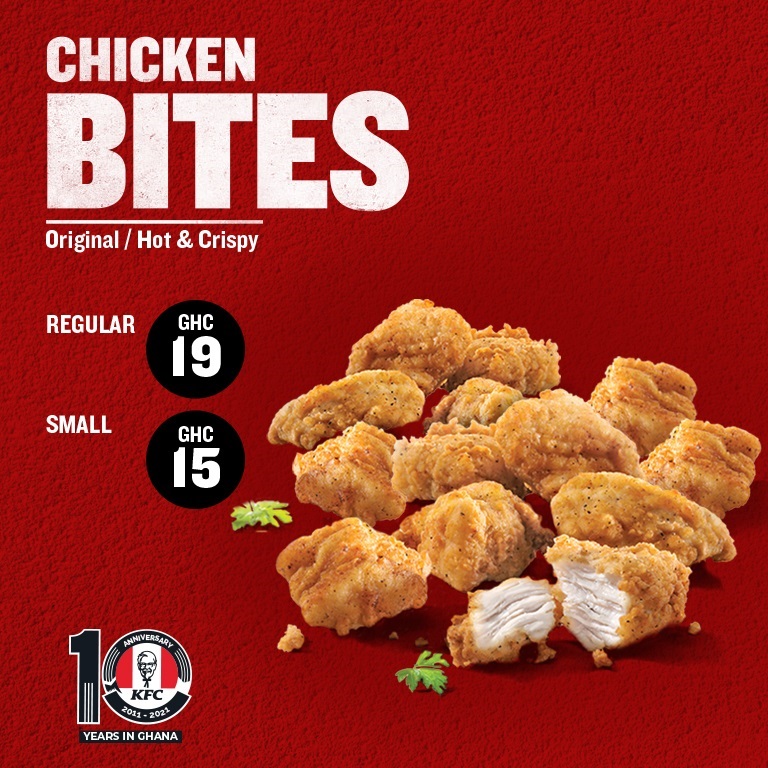 CHICKEN
BITES
Original / Hot & Crispy
REGULAR
GHC
19
SMALL
GHC
15
10
ANNIVERSARY
KFC
2011 - 2021
YEARS IN GHANA